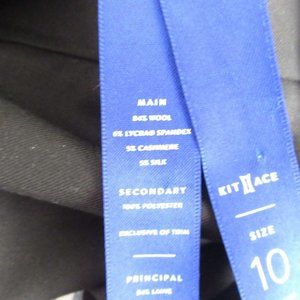 MAIN
84% WOOL
6% LYCRA® SPANDEX
5% CASHMERE
5% SILK
SECONDARY
100% POLYESTER
EXCLUSIVE OF TRIM
PRINCIPAL
KIT ACE
SIZE
10